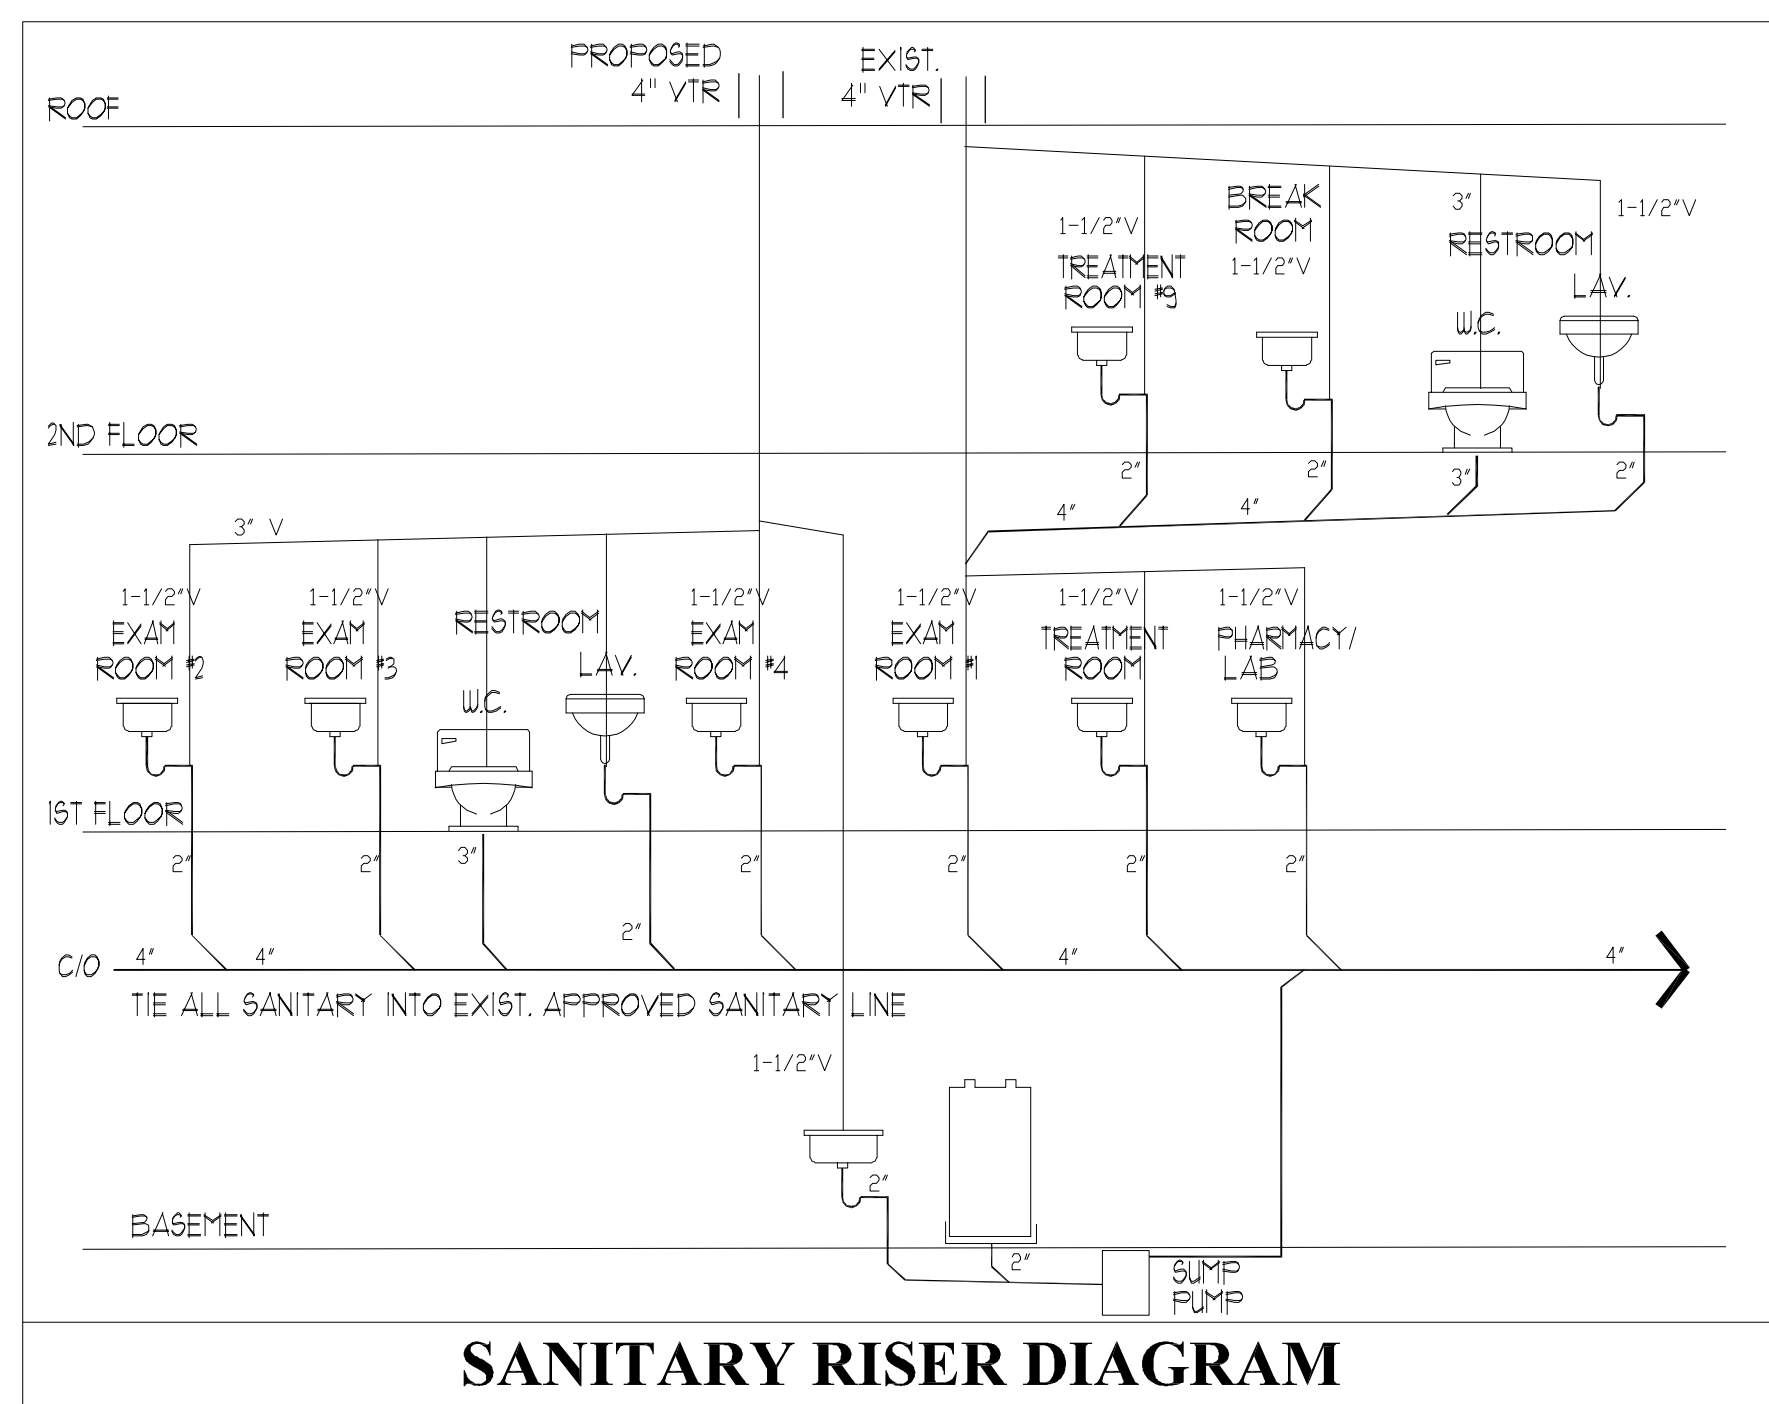 PROPOSED
4" VTR
EXIST.
4" VTR
ROOF
3"
1-1/2"V
BREAK
ROOM
1-1/2"V
1-1/2"V
TREATMENT
ROOM #9
RESTROOM
LAV.
W.C.
2ND FLOOR
2"
2"
3"
2"
4"
4"
3" V
1-1/2"V
EXAM
ROOM #2
1-1/2"V
EXAM
ROOM #3
RESTROOM
W.C.
LAV.
1-1/2"V
EXAM
ROOM #4
1-1/2"V
EXAM
ROOM #1
1-1/2"V
TREATMENT
ROOM
1-1/2"V
PHARMACY/
LAB
1ST FLOOR
2"
2"
3"
2"
2"
2"
2"
2"
C/O
4"
4"
4"
4"
TIE ALL SANITARY INTO EXIST. APPROVED SANITARY LINE
1-1/2"V
2"
BASEMENT
2"
SUMP
PUMP
SANITARY RISER DIAGRAM